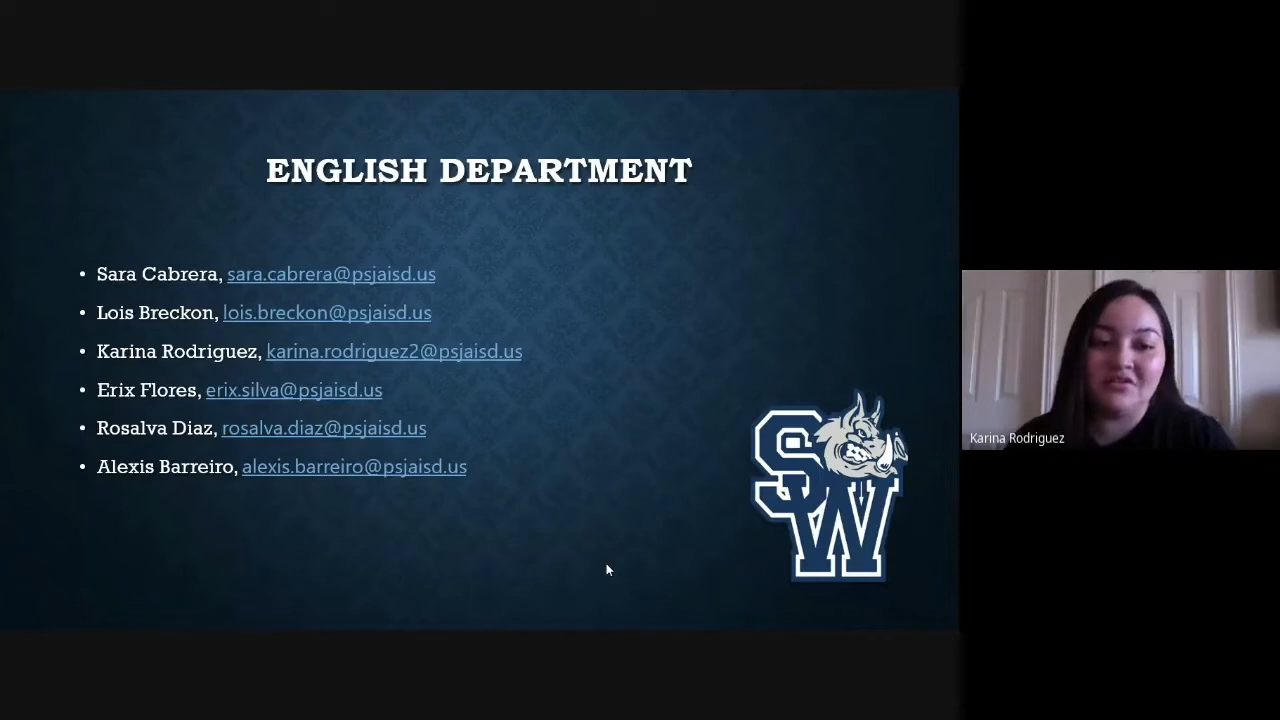 ENGLISH DEPARTMENT
• Sara Cabrera, sara.cabrera@psjaisd.us
• Lois Breckon, lois.breckon@psjaisd.us
• Karina Rodriguez, karina.rodriguez2@psjaisd.us
• Erix Flores, erix.silva@psjaisd.us
• Rosalva Diaz, rosalva.diaz@psjaisd.us
• Alexis Barreiro, alexis.barreiro@psjaisd.us
SW
Karina Rodriguez